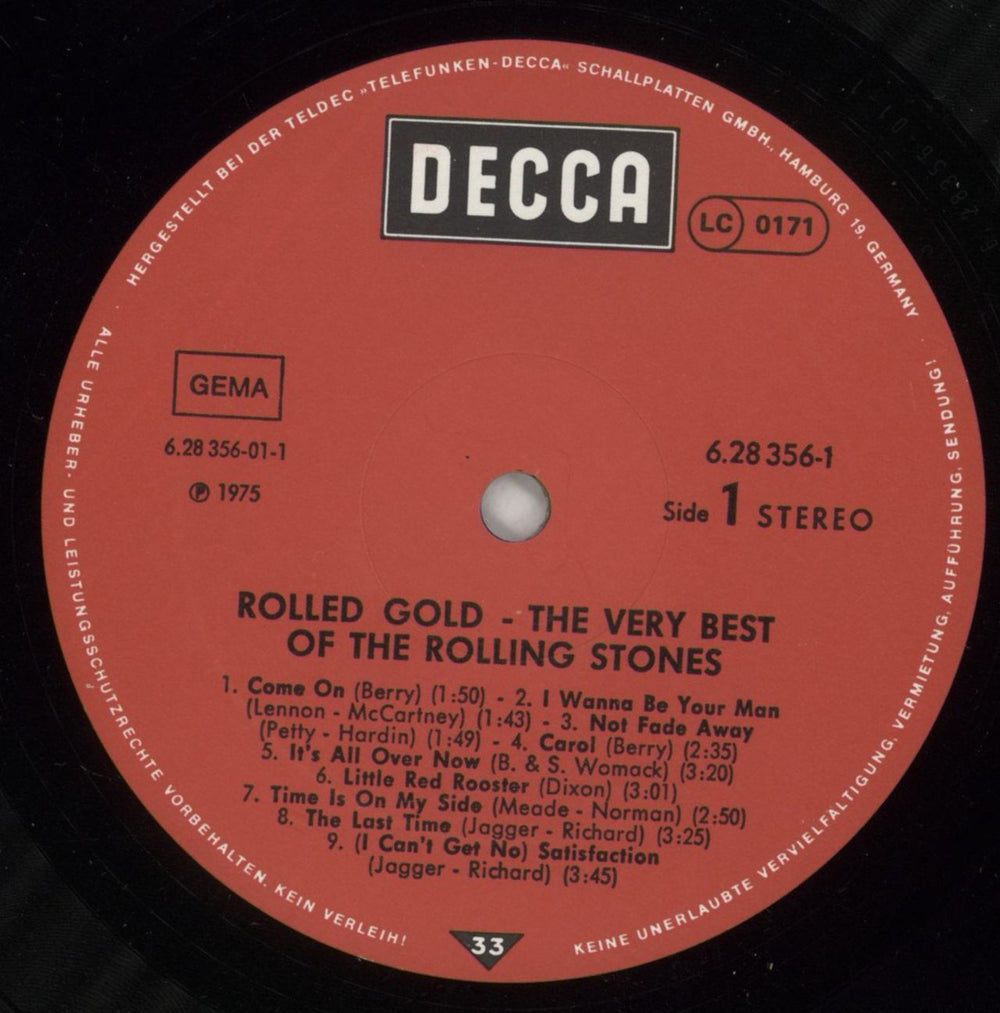 HERGESTELLT BEI DER TELDEC »TELEFUNKEN-DECCA« SCHALLPLATTEN GMBH., HAMBURG 19, GERMANY
DECCA
LC 0171
GEMA
6.28 356-01-1
℗ 1975
6.28 356-1
Side 1 STEREO
ROLLED GOLD - THE VERY BEST
OF THE ROLLING STONES
1. Come On (Berry) (1:50) - 2. I Wanna Be Your Man
(Lennon - McCartney) (1:43) - 3. Not Fade Away
(Petty - Hardin) (1:49) - 4. Carol (Berry) (2:35)
5. It's All Over Now (B. & S. Womack) (3:20)
6. Little Red Rooster (Dixon) (3:01)
7. Time Is On My Side (Meade - Norman) (2:50)
8. The Last Time (Jagger - Richard) (3:25)
9. (I Can't Get No) Satisfaction
(Jagger - Richard) (3:45)
ALLE URHEBER- UND LEISTUNGSSCHUTZRECHTE VORBEHALTEN. KEIN VERLEIH!
33
KEINE UNERLAUBTE VERVIELFÄLTIGUNG, VERMIETUNG, AUFFÜHRUNG, SENDUNG!